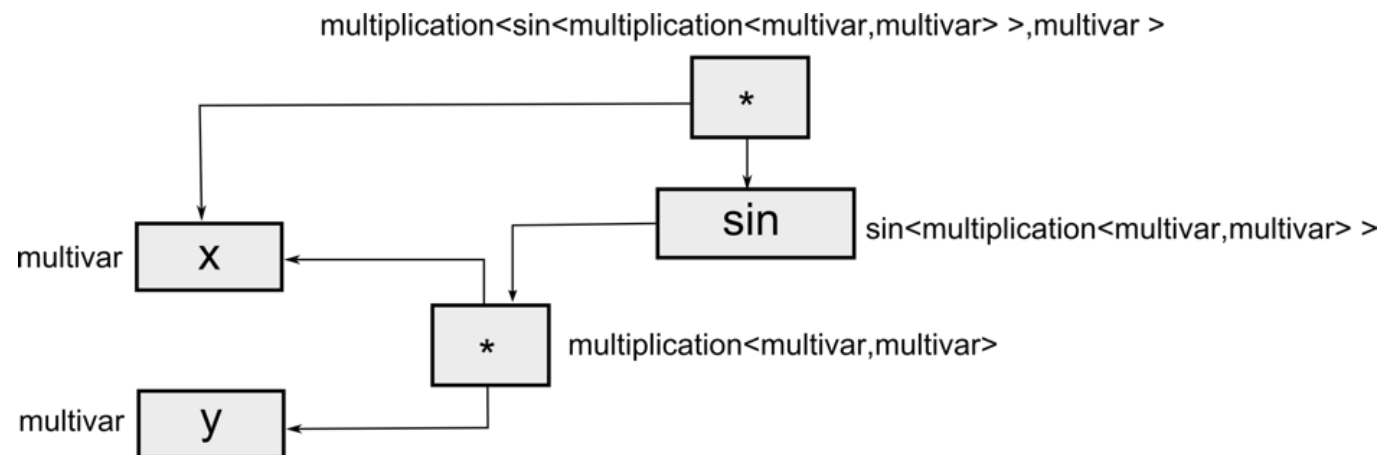 multiplication<sin<multiplication<multivar,multivar> >,multivar >
*
sin
sin<multiplication<multivar,multivar> >
multivar
x
*
multiplication<multivar,multivar>
multivar
y